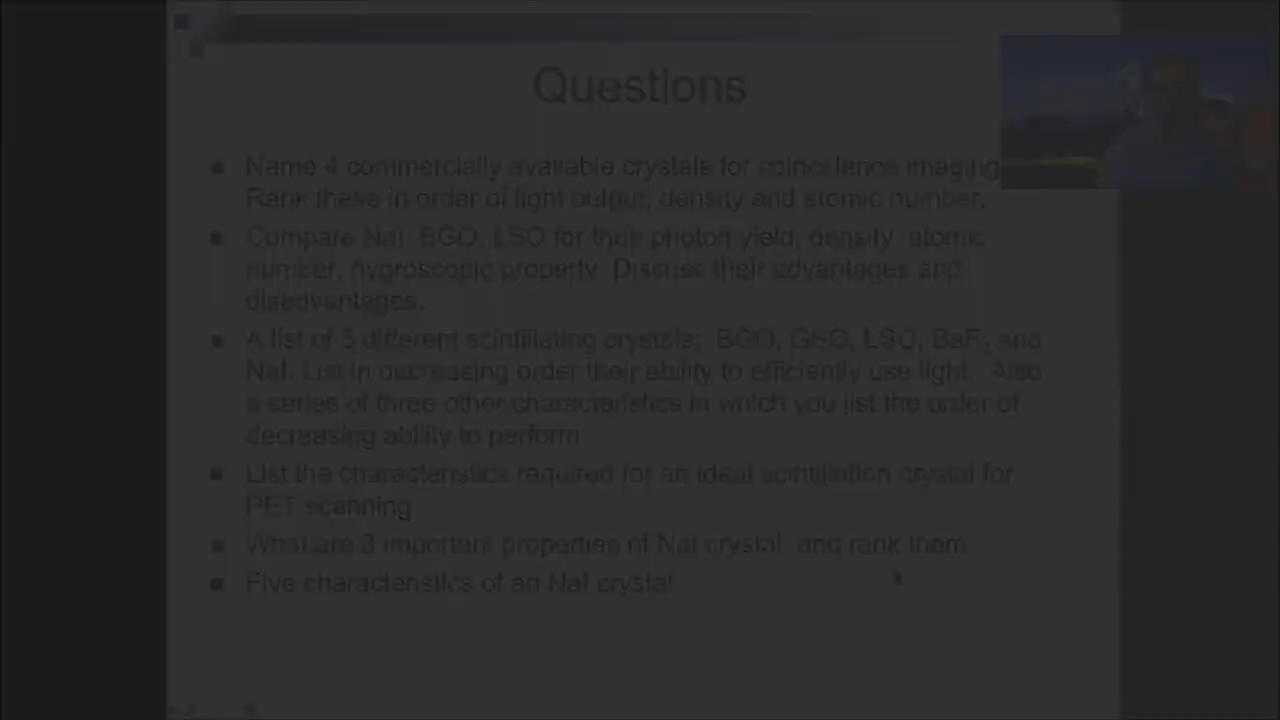 Questions
Name 4 commercially available crystals for coincidence imaging
Rank these in order of light output, density and atomic number.
Compare NaI, BGO, LSO for their photon yield, density, atomic
number, hygroscopic property. Discuss their advantages and
disadvantages.
A list of 5 different scintillating crystals; BGO, GSO, LSO, BaF₂ and
NaI. List in decreasing order their ability to efficiently use light. Also
a series of three other characteristics in which you list the order of
decreasing ability to perform
List the characteristics required for an ideal scintillation crystal for
PET scanning
What are 3 important properties of NaI crystal and rank them
Five characteristics of an NaI crystal